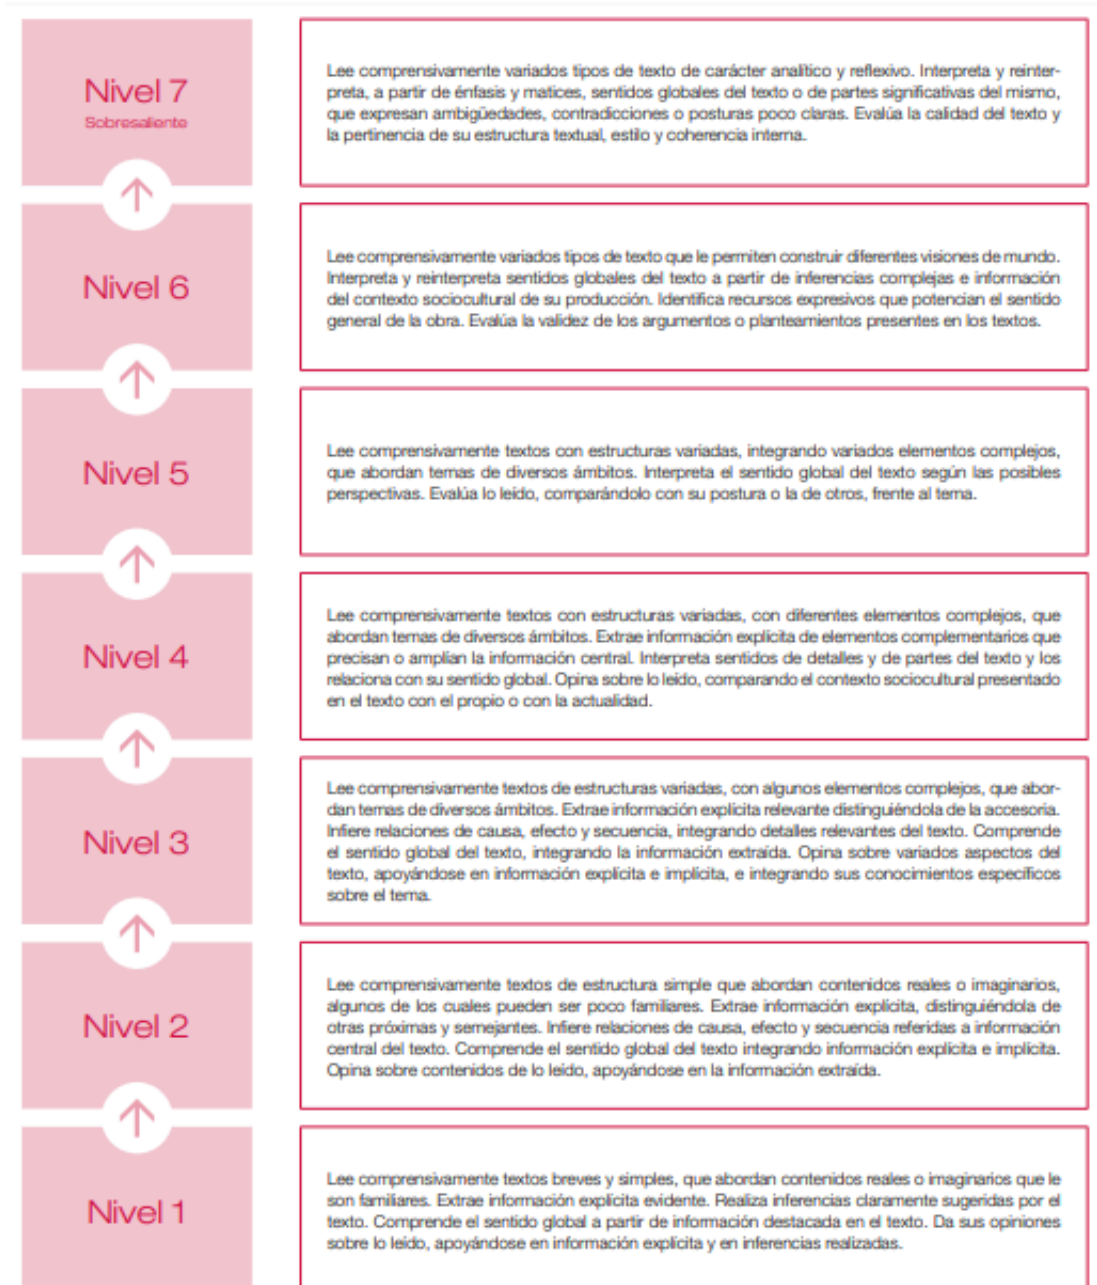 Nivel 7
Sobresaliente
Lee comprensivamente variados tipos de texto de carácter analítico y reflexivo. Interpreta y reinter-
preta, a partir de énfasis y matices, sentidos globales del texto o de partes significativas del mismo,
que expresan ambigüedades, contradicciones o posturas poco claras. Evalúa la calidad del texto y
la pertinencia de su estructura textual, estilo y coherencia interna.
Nivel 6
Lee comprensivamente variados tipos de texto que le permiten construir diferentes visiones de mundo.
Interpreta y reinterpreta sentidos globales del texto a partir de inferencias complejas e información
del contexto sociocultural de su producción. Identifica recursos expresivos que potencian el sentido
general de la obra. Evalúa la validez de los argumentos o planteamientos presentes en los textos.
Nivel 5
Lee comprensivamente textos con estructuras variadas, integrando variados elementos complejos,
que abordan temas de diversos ámbitos. Interpreta el sentido global del texto según las posibles
perspectivas. Evalúa lo leído, comparándolo con su postura o la de otros, frente al tema.
Nivel 4
Lee comprensivamente textos con estructuras variadas, con diferentes elementos complejos, que
abordan temas de diversos ámbitos. Extrae información explícita de elementos complementarios que
precisan o amplían la información central. Interpreta sentidos de detalles y de partes del texto y los
relaciona con su sentido global. Opina sobre lo leído, comparando el contexto sociocultural presentado
en el texto con el propio o con la actualidad.
Nivel 3
Lee comprensivamente textos de estructuras variadas, con algunos elementos complejos, que abor-
dan temas de diversos ámbitos. Extrae información explícita relevante distinguiéndola de la accesoria.
Infiere relaciones de causa, efecto y secuencia, integrando detalles relevantes del texto. Comprende
el sentido global del texto, integrando la información extraída. Opina sobre variados aspectos del
texto, apoyándose en información explícita e implícita, e integrando sus conocimientos específicos
sobre el tema.
Nivel 2
Lee comprensivamente textos de estructura simple que abordan contenidos reales o imaginarios,
algunos de los cuales pueden ser poco familiares. Extrae información explícita, distinguiéndola de
otras próximas y semejantes. Infiere relaciones de causa, efecto y secuencia referidas a información
central del texto. Comprende el sentido global del texto integrando información explícita e implícita.
Opina sobre contenidos de lo leído, apoyándose en la información extraída.
Nivel 1
Lee comprensivamente textos breves y simples, que abordan contenidos reales o imaginarios que le
son familiares. Extrae información explícita evidente. Realiza inferencias claramente sugeridas por el
texto. Comprende el sentido global a partir de información destacada en el texto. Da sus opiniones
sobre lo leído, apoyándose en información explícita y en inferencias realizadas.